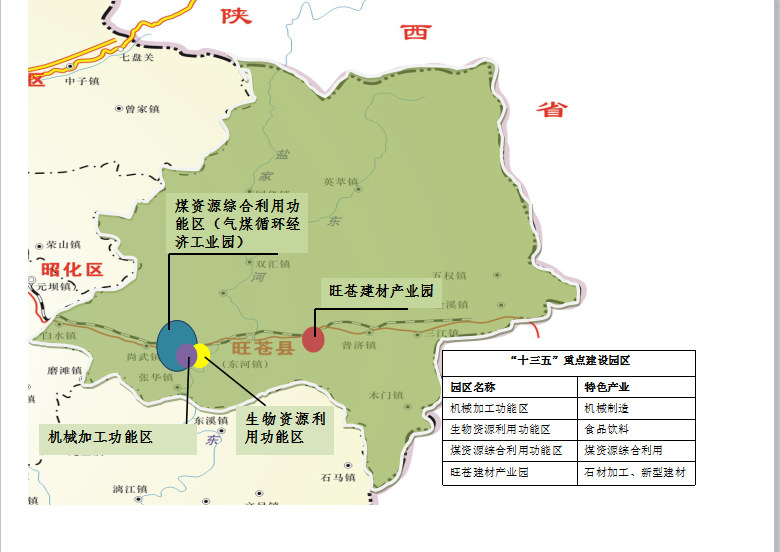 陕
西
省
区
七盘关
中子镇
曾家镇
盐
家
河
英萃镇
东
煤资源综合利用功
能区（气煤循环经
济工业园）
荣山镇
昭化区
元坝镇
双汇镇
五权镇
旺苍建材产业园
白水镇
尚武镇
旺苍县
（东河镇）
普济镇
三江镇
磨滩镇
张华镇
木门镇
东溪镇
东
机械加工功能区
生物资源利
用功能区
石马镇
漓江镇
“十三五”重点建设园区
园区名称 特色产业
机械加工功能区 机械制造
生物资源利用功能区 食品饮料
煤资源综合利用功能区 煤资源综合利用
旺苍建材产业园 石材加工、新型建材